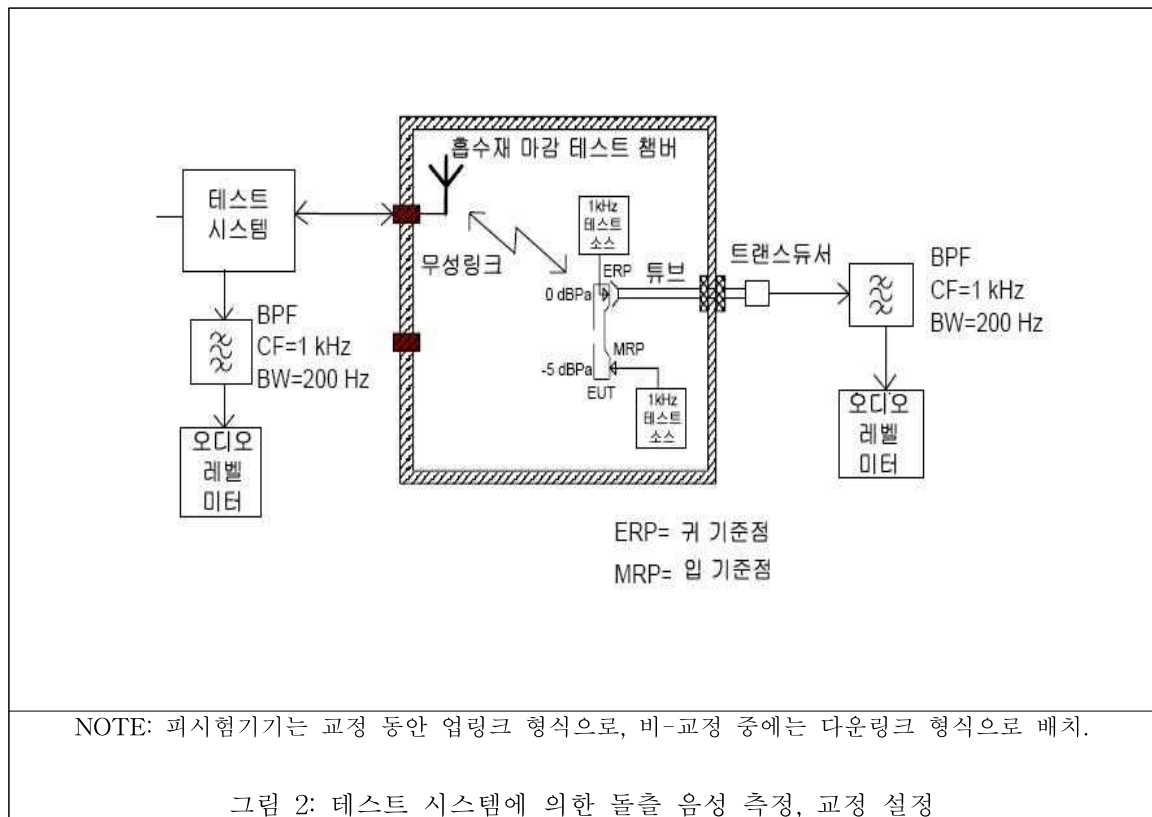 흡수재 마감 테스트 챔버
테스트
시스템
1kHz
테스트
소스
무성링크
ERP
튜브
트랜스듀서
0 dBPa
BPF
CF=1 kHz
BW=200 Hz
BPF
CF=1 kHz
BW=200 Hz
MRP
-5 dBPa
EUT
1kHz
테스트
소스
오디오
레벨
미터
오디오
레벨
미터
ERP= 귀 기준점
MRP= 입 기준점
NOTE: 피시험기기는 교정 동안 업링크 형식으로, 비-교정 중에는 다운링크 형식으로 배치.
그림 2: 테스트 시스템에 의한 돌출 음성 측정, 교정 설정